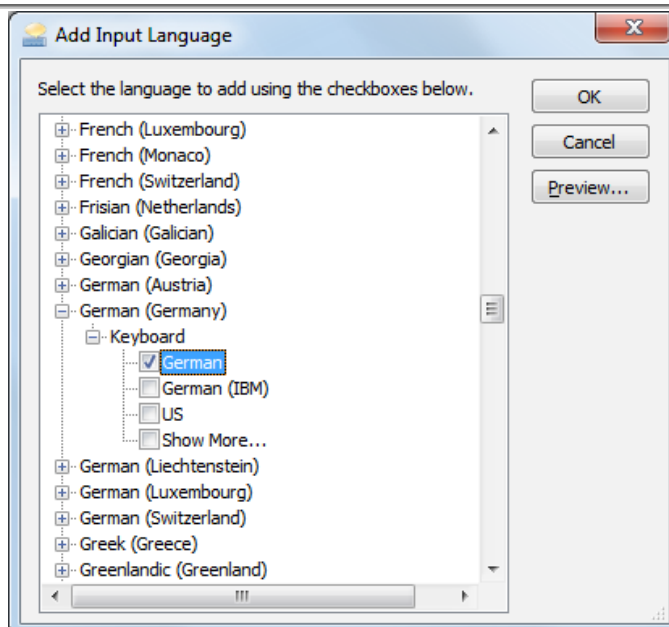 Add Input Language
Select the language to add using the checkboxes below.
OK
Cancel
Preview...
French (Luxembourg)
French (Monaco)
French (Switzerland)
Frisian (Netherlands)
Galician (Galician)
Georgian (Georgia)
German (Austria)
German (Germany)
Keyboard
German
German (IBM)
US
Show More...
German (Liechtenstein)
German (Luxembourg)
German (Switzerland)
Greek (Greece)
Greenlandic (Greenland)